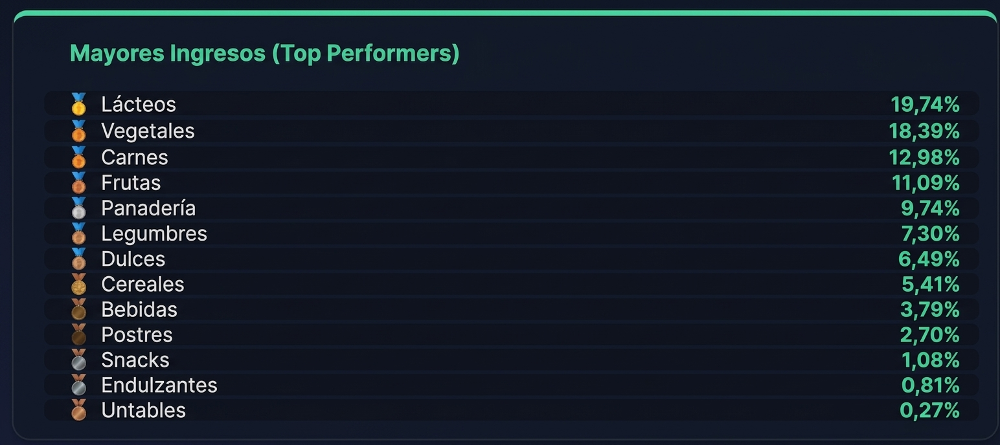 Mayores Ingresos (Top Performers)
Lácteos 19,74%
Vegetales 18,39%
Carnes 12,98%
Frutas 11,09%
Panadería 9,74%
Legumbres 7,30%
Dulces 6,49%
Cereales 5,41%
Bebidas 3,79%
Postres 2,70%
Snacks 1,08%
Endulzantes 0,81%
Untables 0,27%